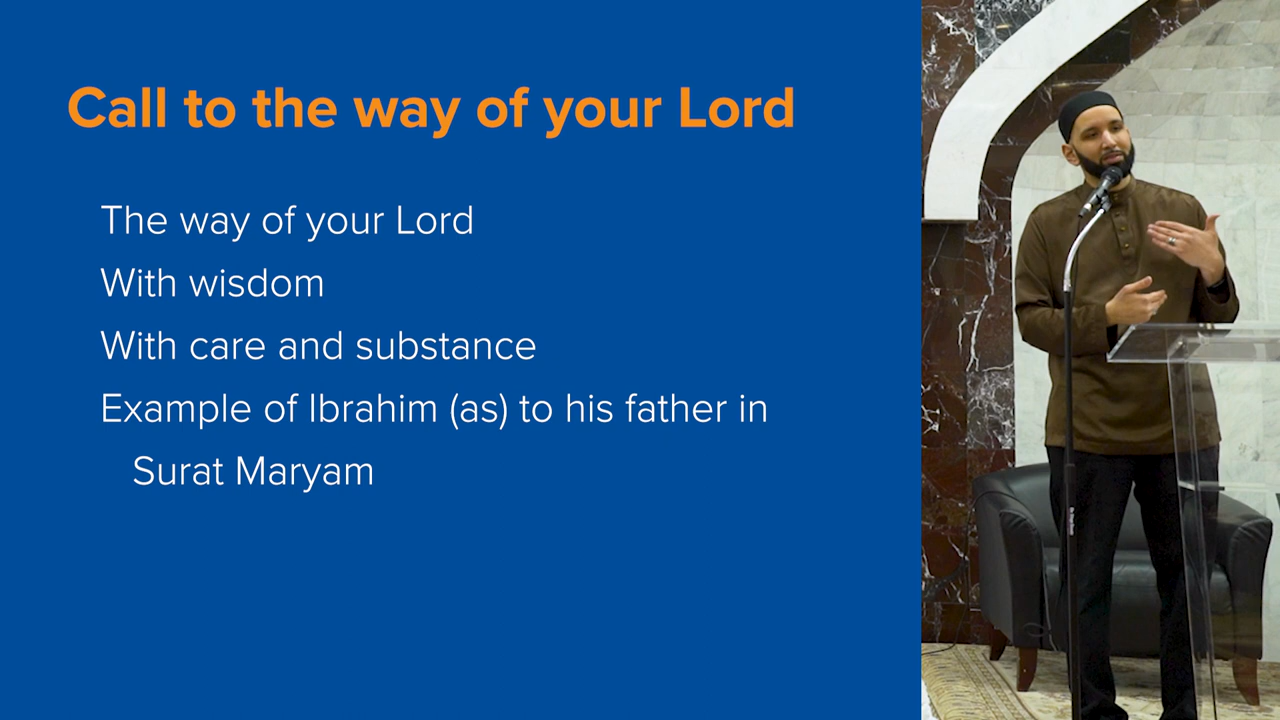 Call to the way of your Lord
The way of your Lord
With wisdom
With care and substance
Example of Ibrahim (as) to his father in
Surat Maryam